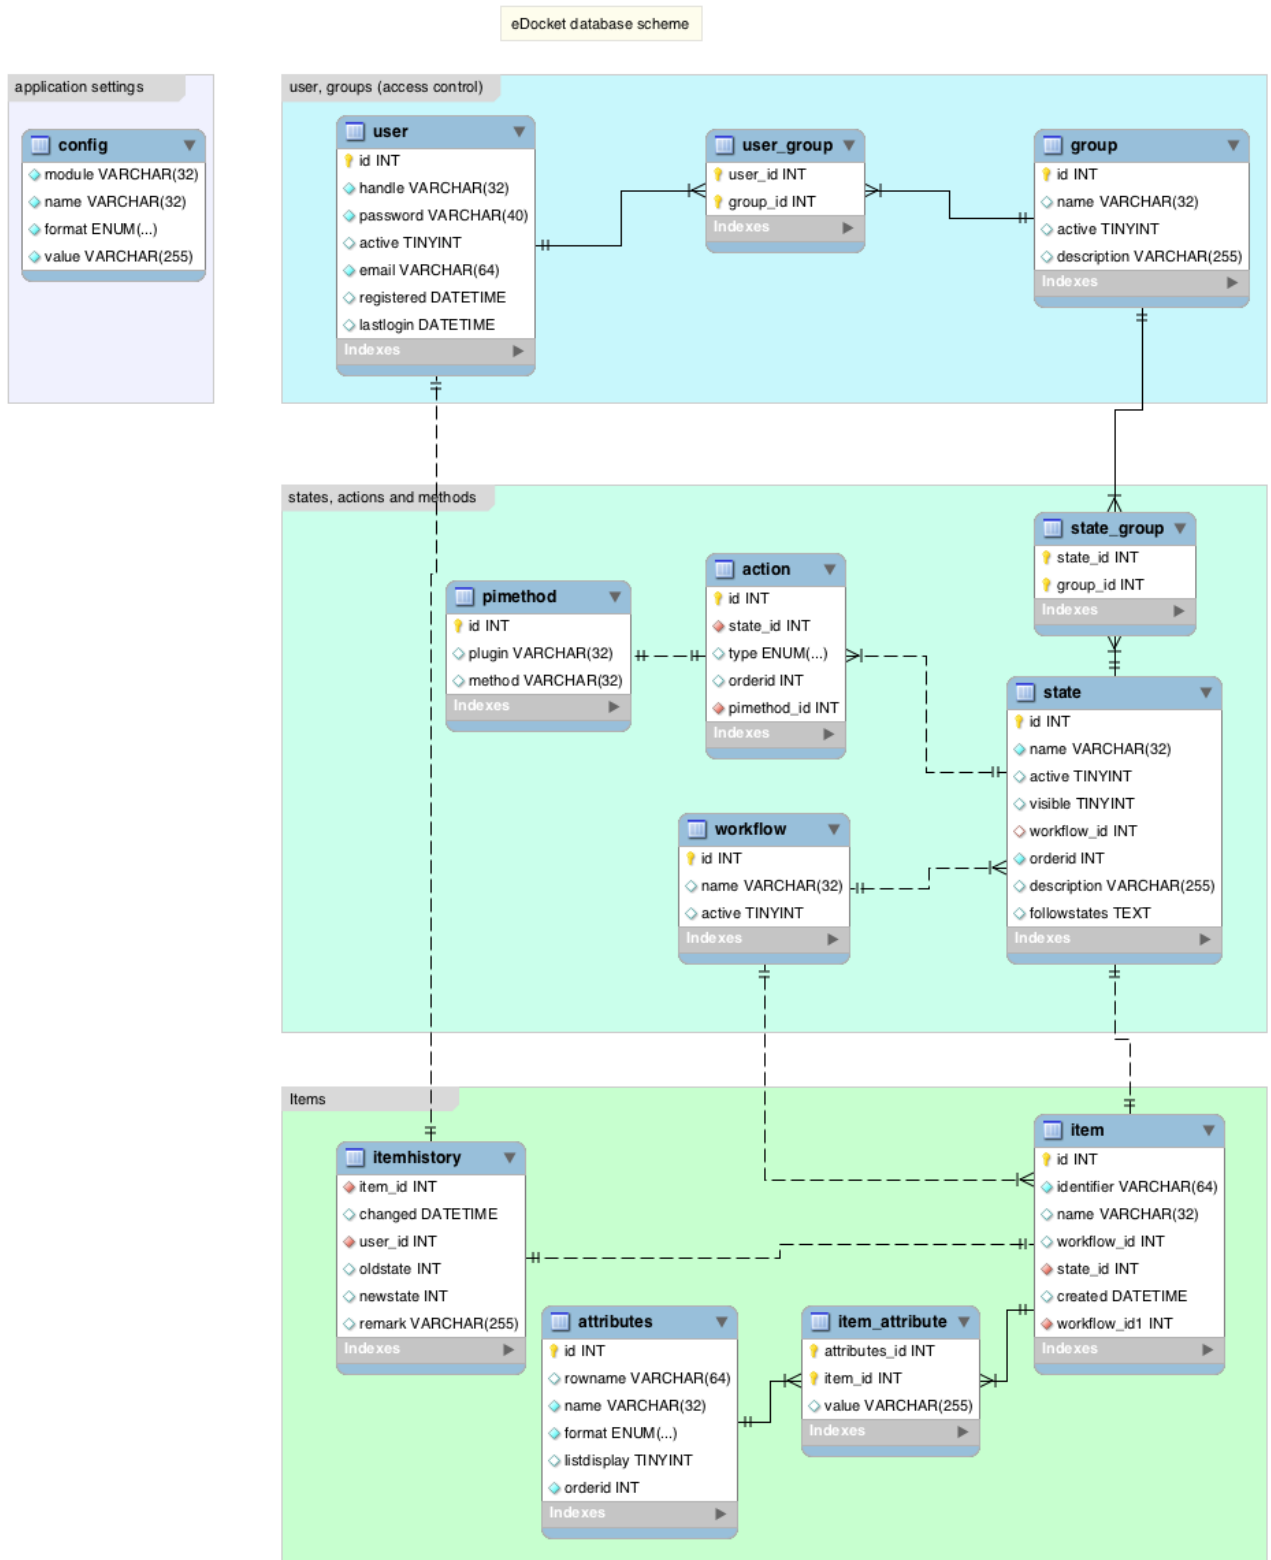 eDocket database scheme
application settings
config
module VARCHAR(32)
name VARCHAR(32)
format ENUM(...)
value VARCHAR(255)
user, groups (access control)
user
id INT
handle VARCHAR(32)
password VARCHAR(40)
active TINYINT
email VARCHAR(64)
registered DATETIME
lastlogin DATETIME
Indexes
user_group
user_id INT
group_id INT
Indexes
group
id INT
name VARCHAR(32)
active TINYINT
description VARCHAR(255)
Indexes
states, actions and methods
pimethod
id INT
plugin VARCHAR(32)
method VARCHAR(32)
Indexes
action
id INT
state_id INT
type ENUM(...)
orderid INT
pimethod_id INT
Indexes
state_group
state_id INT
group_id INT
Indexes
state
id INT
name VARCHAR(32)
active TINYINT
visible TINYINT
workflow_id INT
orderid INT
description VARCHAR(255)
followstates TEXT
Indexes
workflow
id INT
name VARCHAR(32)
active TINYINT
Indexes
Items
itemhistory
item_id INT
changed DATETIME
user_id INT
oldstate INT
newstate INT
remark VARCHAR(255)
Indexes
item
id INT
identifier VARCHAR(64)
name VARCHAR(32)
workflow_id INT
state_id INT
created DATETIME
workflow_id1 INT
Indexes
attributes
id INT
rowname VARCHAR(64)
name VARCHAR(32)
format ENUM(...)
listdisplay TINYINT
orderid INT
Indexes
item_attribute
attributes_id INT
item_id INT
value VARCHAR(255)
Indexes